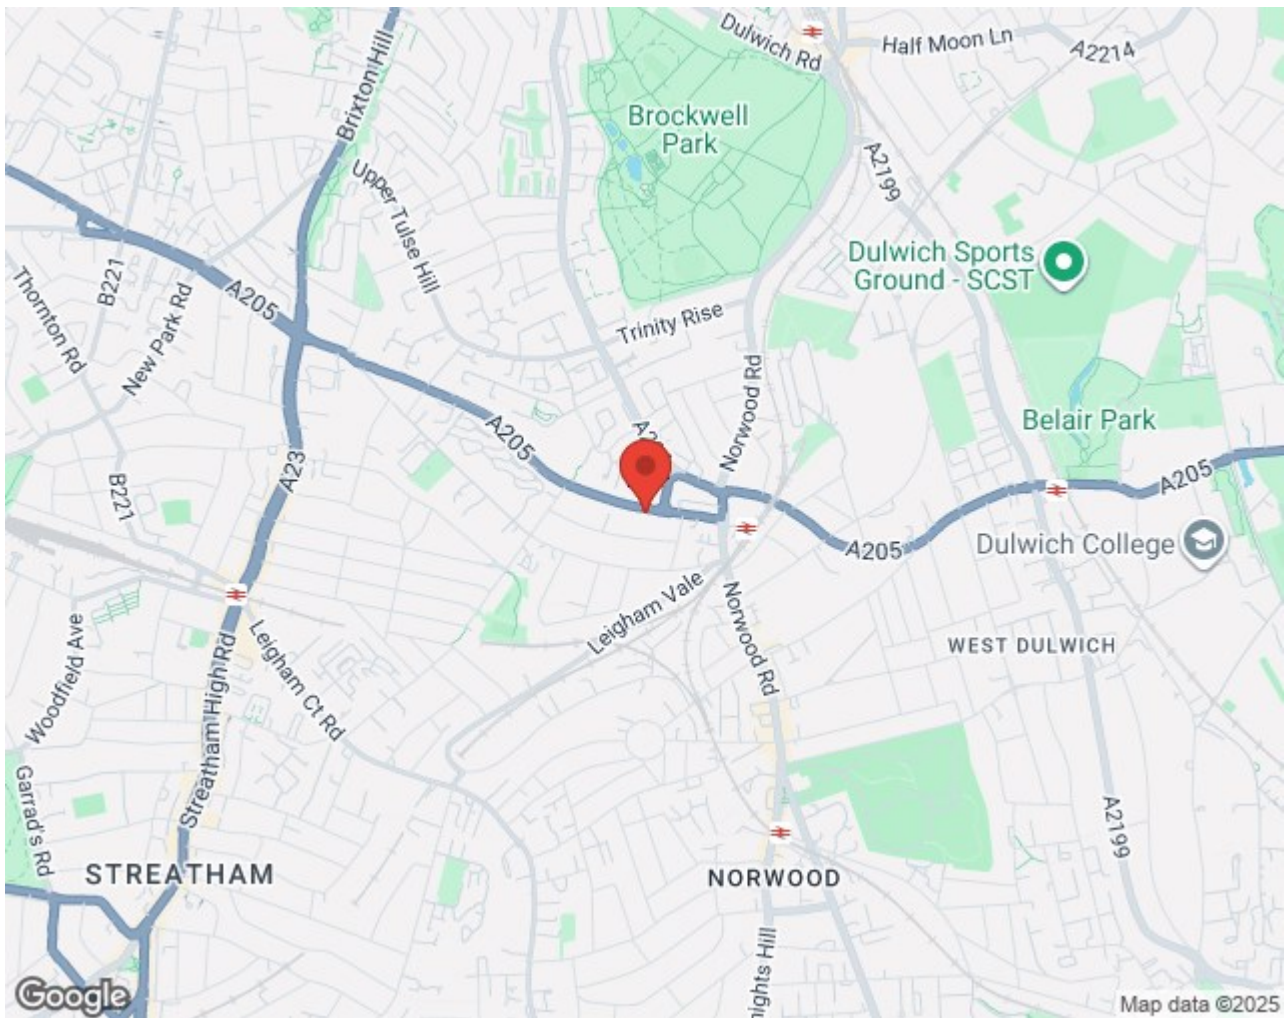 Dulwich Rd
Half Moon Ln
A2214
Brixton Hill
Brockwell
Park
A2199
Upper Tulse Hill
Dulwich Sports
Ground - SCST
B221
A205
Thornton Rd
New Park Rd
Trinity Rise
Norwood Rd
Belair Park
A205
A23
A205
B221
A205
Dulwich College
Leigham Vale
Norwood Rd
WEST DULWICH
Woodfield Ave
Leigham Ct Rd
Streatham High Rd
Garrad's Rd
A2199
STREATHAM
NORWOOD
Google
Map data ©2025